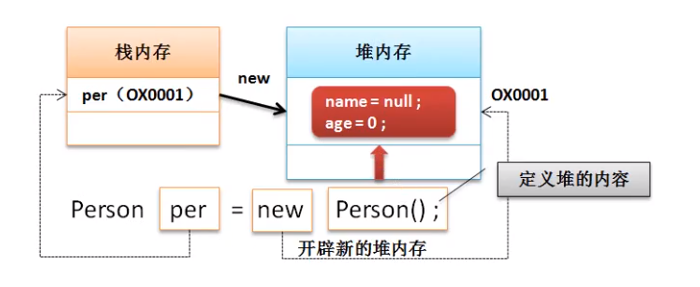 栈内存
堆内存
per（OX0001）
new
name = null ;
age = 0 ;
OX0001
定义堆的内容
Person per = new Person() ;
开辟新的堆内存